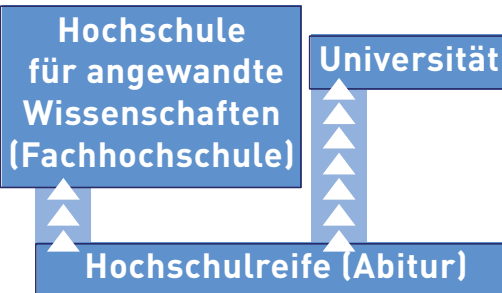 Hochschule
für angewandte
Wissenschaften
(Fachhochschule)
Universität
Hochschulreife (Abitur)